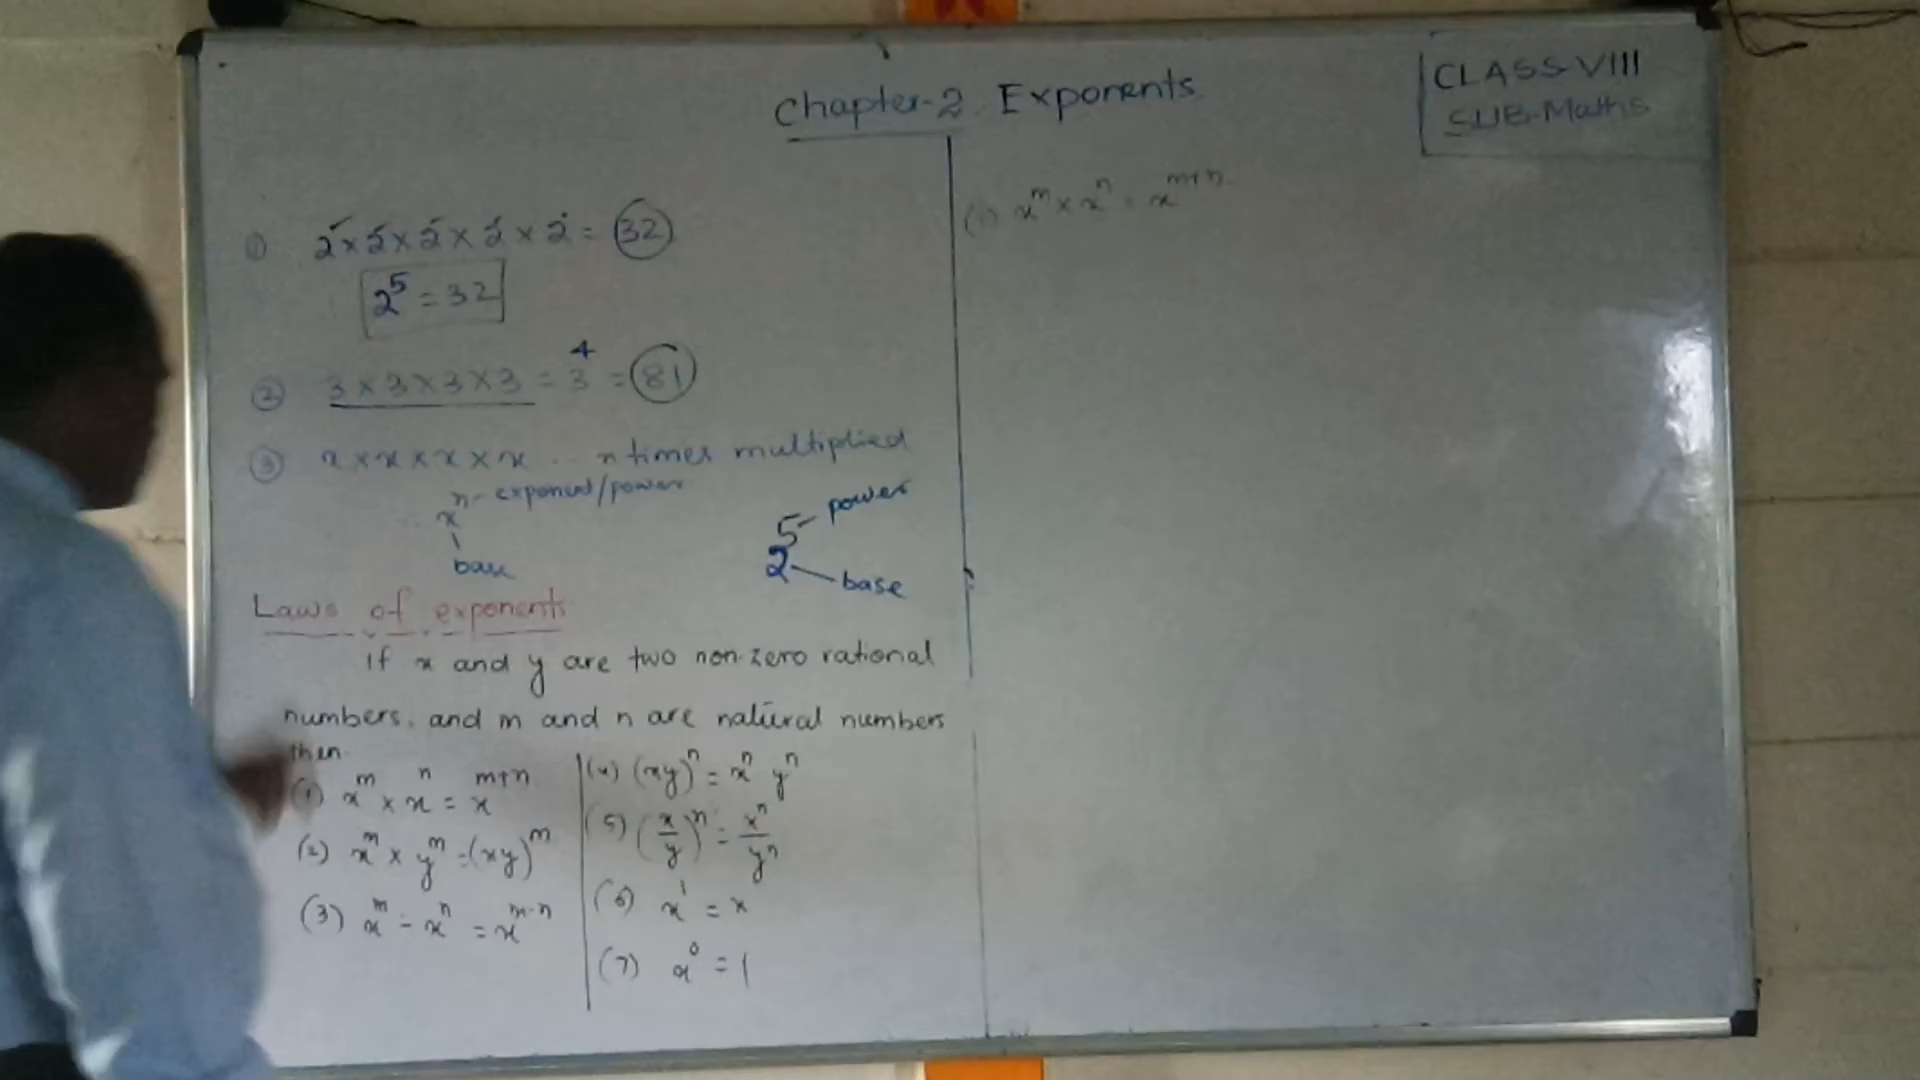 Chapter-2. Exponents
CLASS-VIII
SUB-Maths
① 2 × 2 × 2 × 2 × 2 = 32
2⁵ = 32
② 3 × 3 × 3 × 3 = 3⁴ = 81
③ x × x × x × x ... n times multiplied
xⁿ - exponent/power
base
2⁵ power
base
Laws of exponents
If x and y are two non-zero rational
numbers, and m and n are natural numbers
then
(1) xᵐ × xⁿ = xᵐ⁺ⁿ
(2) xᵐ × yᵐ = (xy)ᵐ
(3) xᵐ ÷ xⁿ = xᵐ⁻ⁿ
(4) (xy)ⁿ = xⁿ yⁿ
(5) (x/y)ⁿ = xⁿ/yⁿ
(6) x¹ = x
(7) x⁰ = 1
(1) xᵐ × xⁿ = xᵐ⁺ⁿ